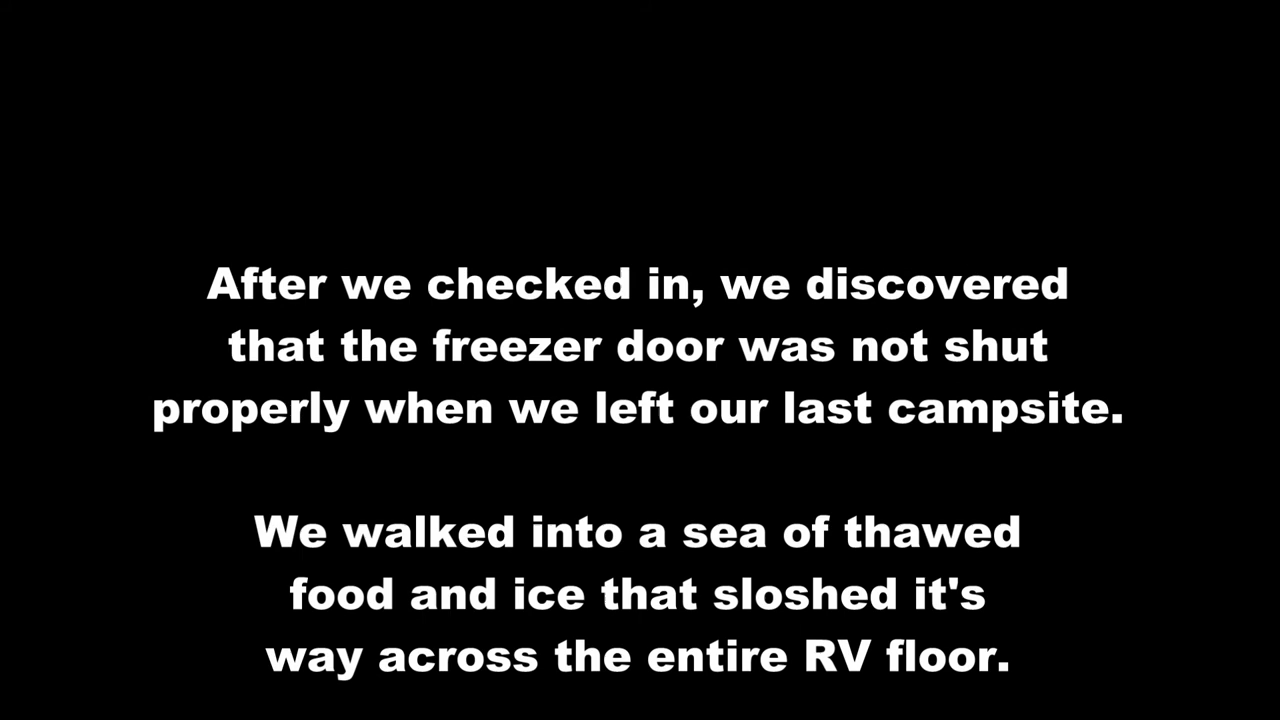 After we checked in, we discovered
that the freezer door was not shut
properly when we left our last campsite.
We walked into a sea of thawed
food and ice that sloshed it's
way across the entire RV floor.